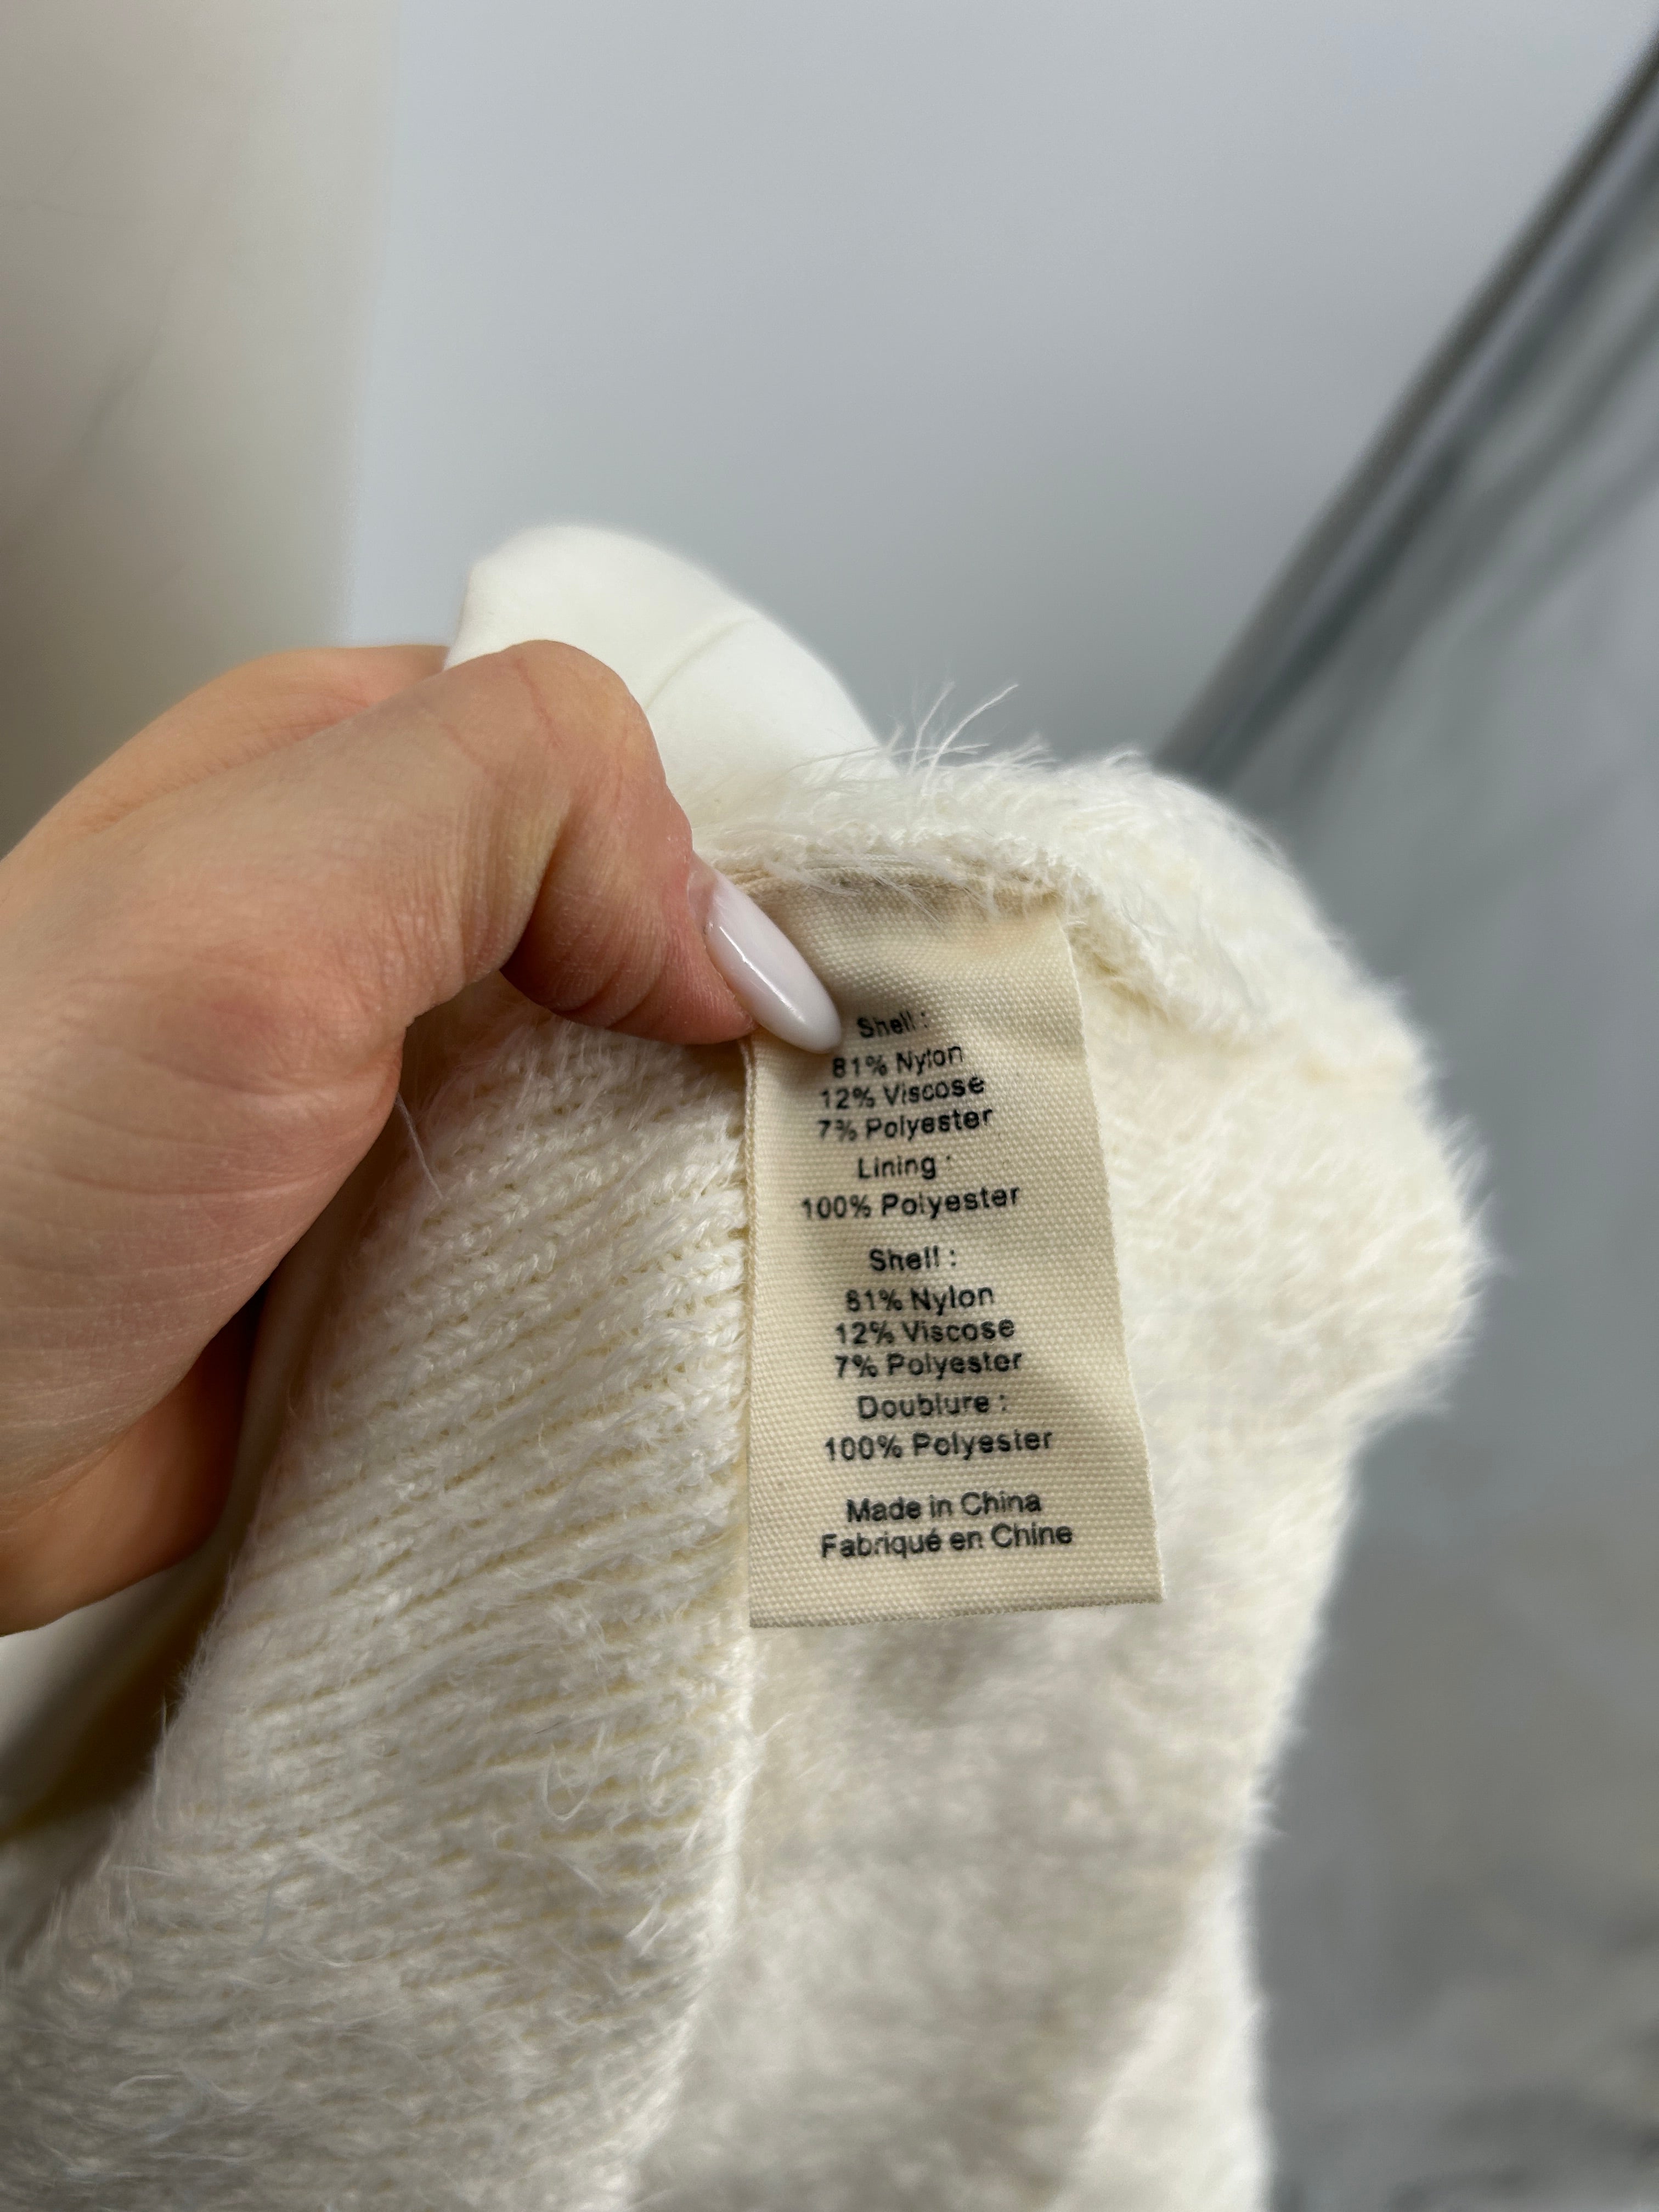 Shell :
81% Nylon
12% Viscose
7% Polyester
Lining :
100% Polyester
Shell :
81% Nylon
12% Viscose
7% Polyester
Doublure :
100% Polyester
Made in China
Fabriqué en Chine